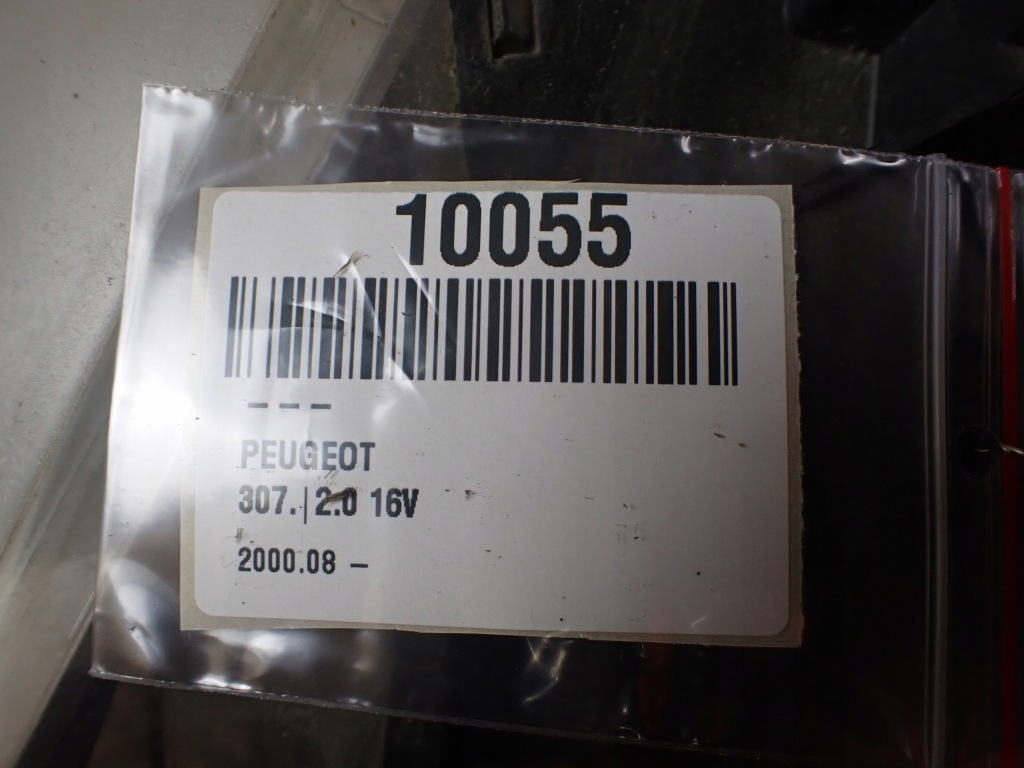 10055
– – –
PEUGEOT
307.|2.0 16V
2000.08 –